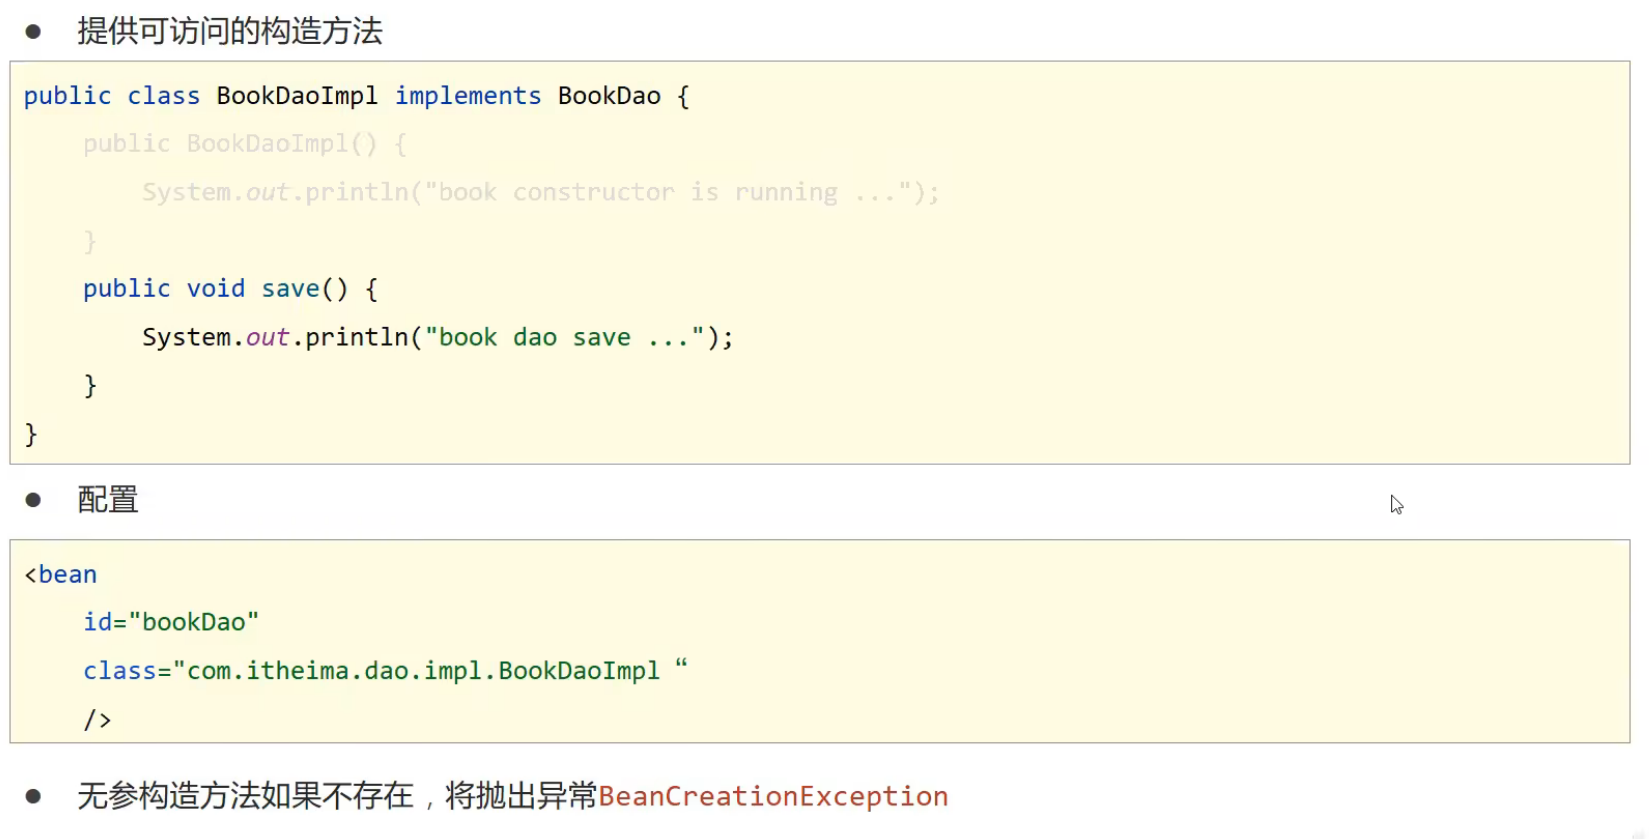 ● 提供可访问的构造方法
public class BookDaoImpl implements BookDao {
    public BookDaoImpl() {
        System.out.println("book constructor is running ...");
    }
    public void save() {
        System.out.println("book dao save ...");
    }
}
● 配置
<bean
    id="bookDao"
    class="com.itheima.dao.impl.BookDaoImpl “
    />
● 无参构造方法如果不存在，将抛出异常BeanCreationException